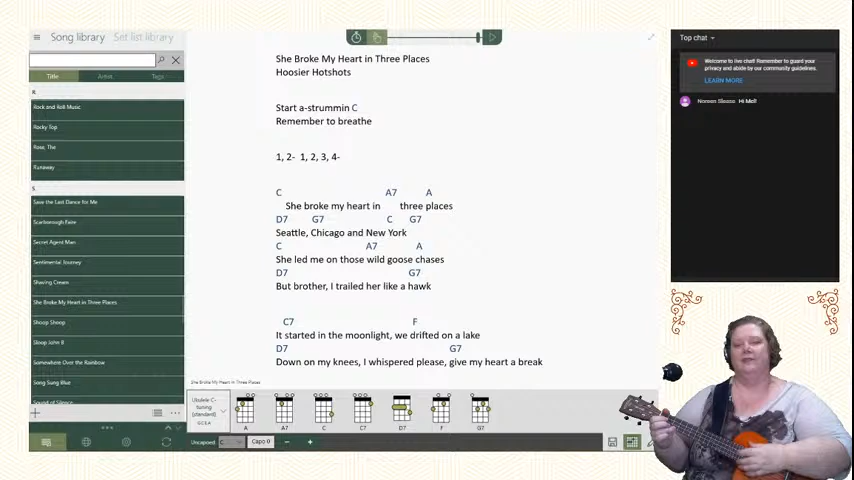 Song library
Set list library
Title
Artist
Tags
R
Rock and Roll Music
Rocky Top
Rose, The
Runaway
S
Save the Last Dance for Me
Scarborough Faire
Secret Agent Man
Sentimental Journey
Shaving Cream
She Broke My Heart in Three Places
Shoop Shoop
Sloop John B
Somewhere Over the Rainbow
Song Sung Blue
Sound of Silence
She Broke My Heart in Three Places
Hoosier Hotshots
Start a-strummin C
Remember to breathe
1, 2- 1, 2, 3, 4-
C A7 A
She broke my heart in three places
D7 G7 C G7
Seattle, Chicago and New York
C A7 A
She led me on those wild goose chases
D7 G7
But brother, I trailed her like a hawk
C7 F
It started in the moonlight, we drifted on a lake
D7 G7
Down on my knees, I whispered please, give my heart a break
She Broke My Heart in Three Places
Ukulele C-
tuning
(standard)
G C E A
A A7 C C7 D7 F G7
Uncapoed: C Capo 0 - +
Top chat
Welcome to live chat! Remember to guard your
privacy and abide by our community guidelines.
LEARN MORE
Noreen Slease Hi Mel!